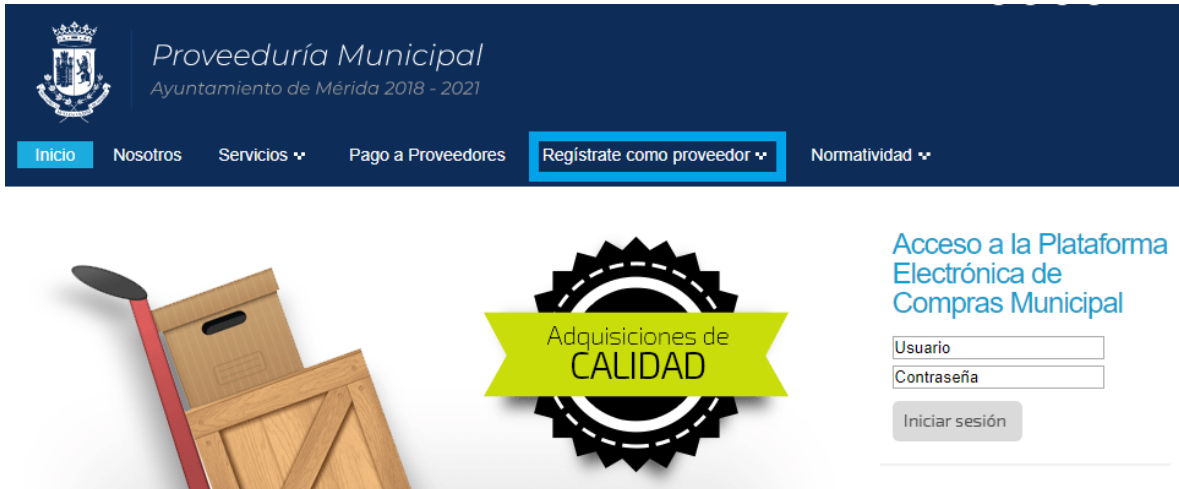 Proveeduría Municipal
Ayuntamiento de Mérida 2018 - 2021
Inicio Nosotros Servicios Pago a Proveedores Regístrate como proveedor Normatividad
Adquisiciones de
CALIDAD
Acceso a la Plataforma
Electrónica de
Compras Municipal
Usuario
Contraseña
Iniciar sesión